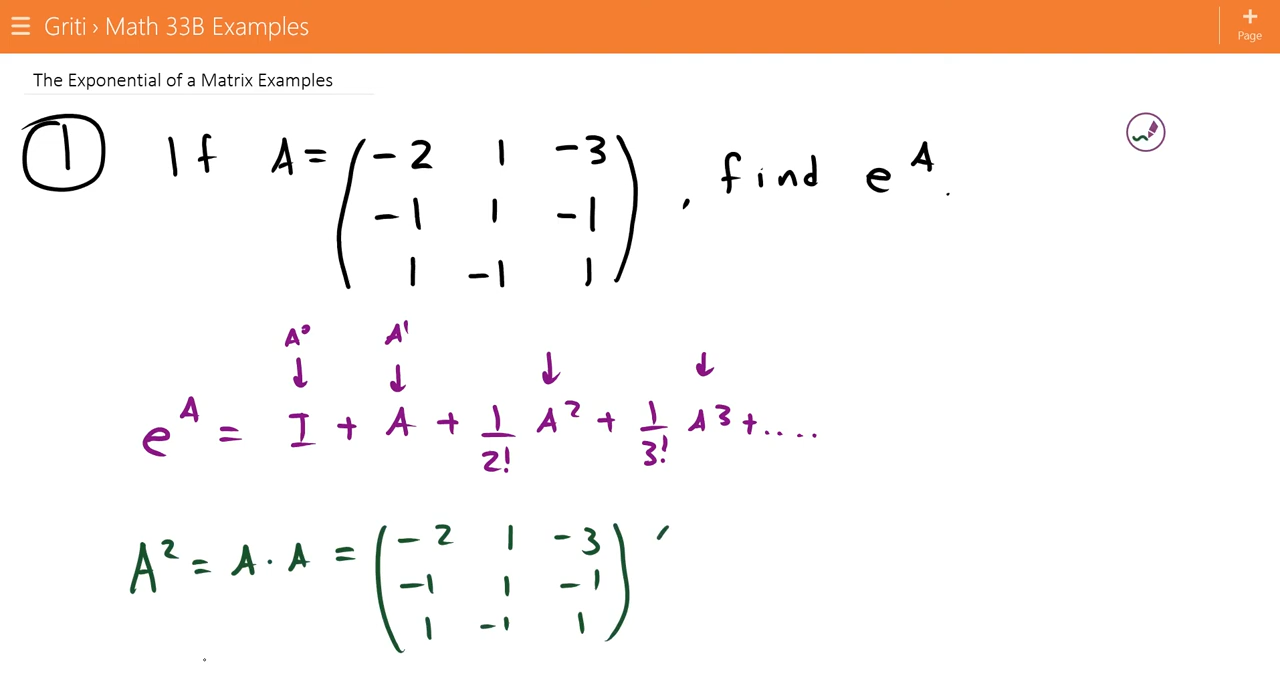 Griti › Math 33B Examples
Page
The Exponential of a Matrix Examples
1 If A = ( -2 1 -3 ) , find e^A.
-1 1 -1
1 -1 1
A⁰ A¹
↓ ↓ ↓ ↓
e^A = I + A + 1/2! A² + 1/3! A³ + ....
A² = A · A = ( -2 1 -3 )
-1 1 -1
1 -1 1